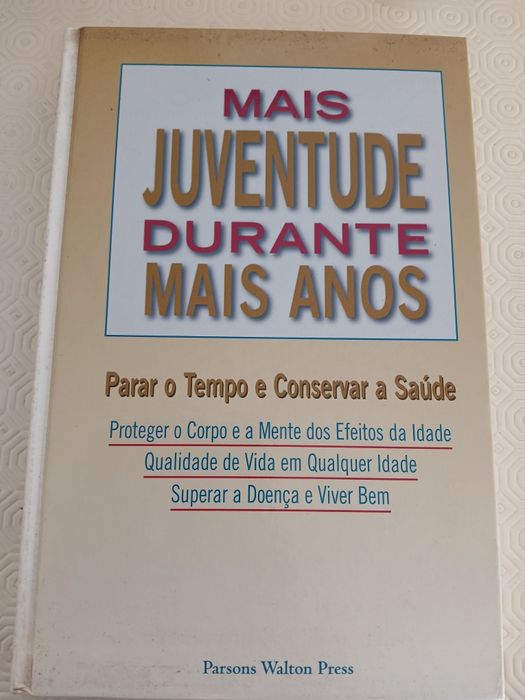 MAIS
JUVENTUDE
DURANTE
MAIS ANOS
Parar o Tempo e Conservar a Saúde
Proteger o Corpo e a Mente dos Efeitos da Idade
Qualidade de Vida em Qualquer Idade
Superar a Doença e Viver Bem
Parsons Walton Press